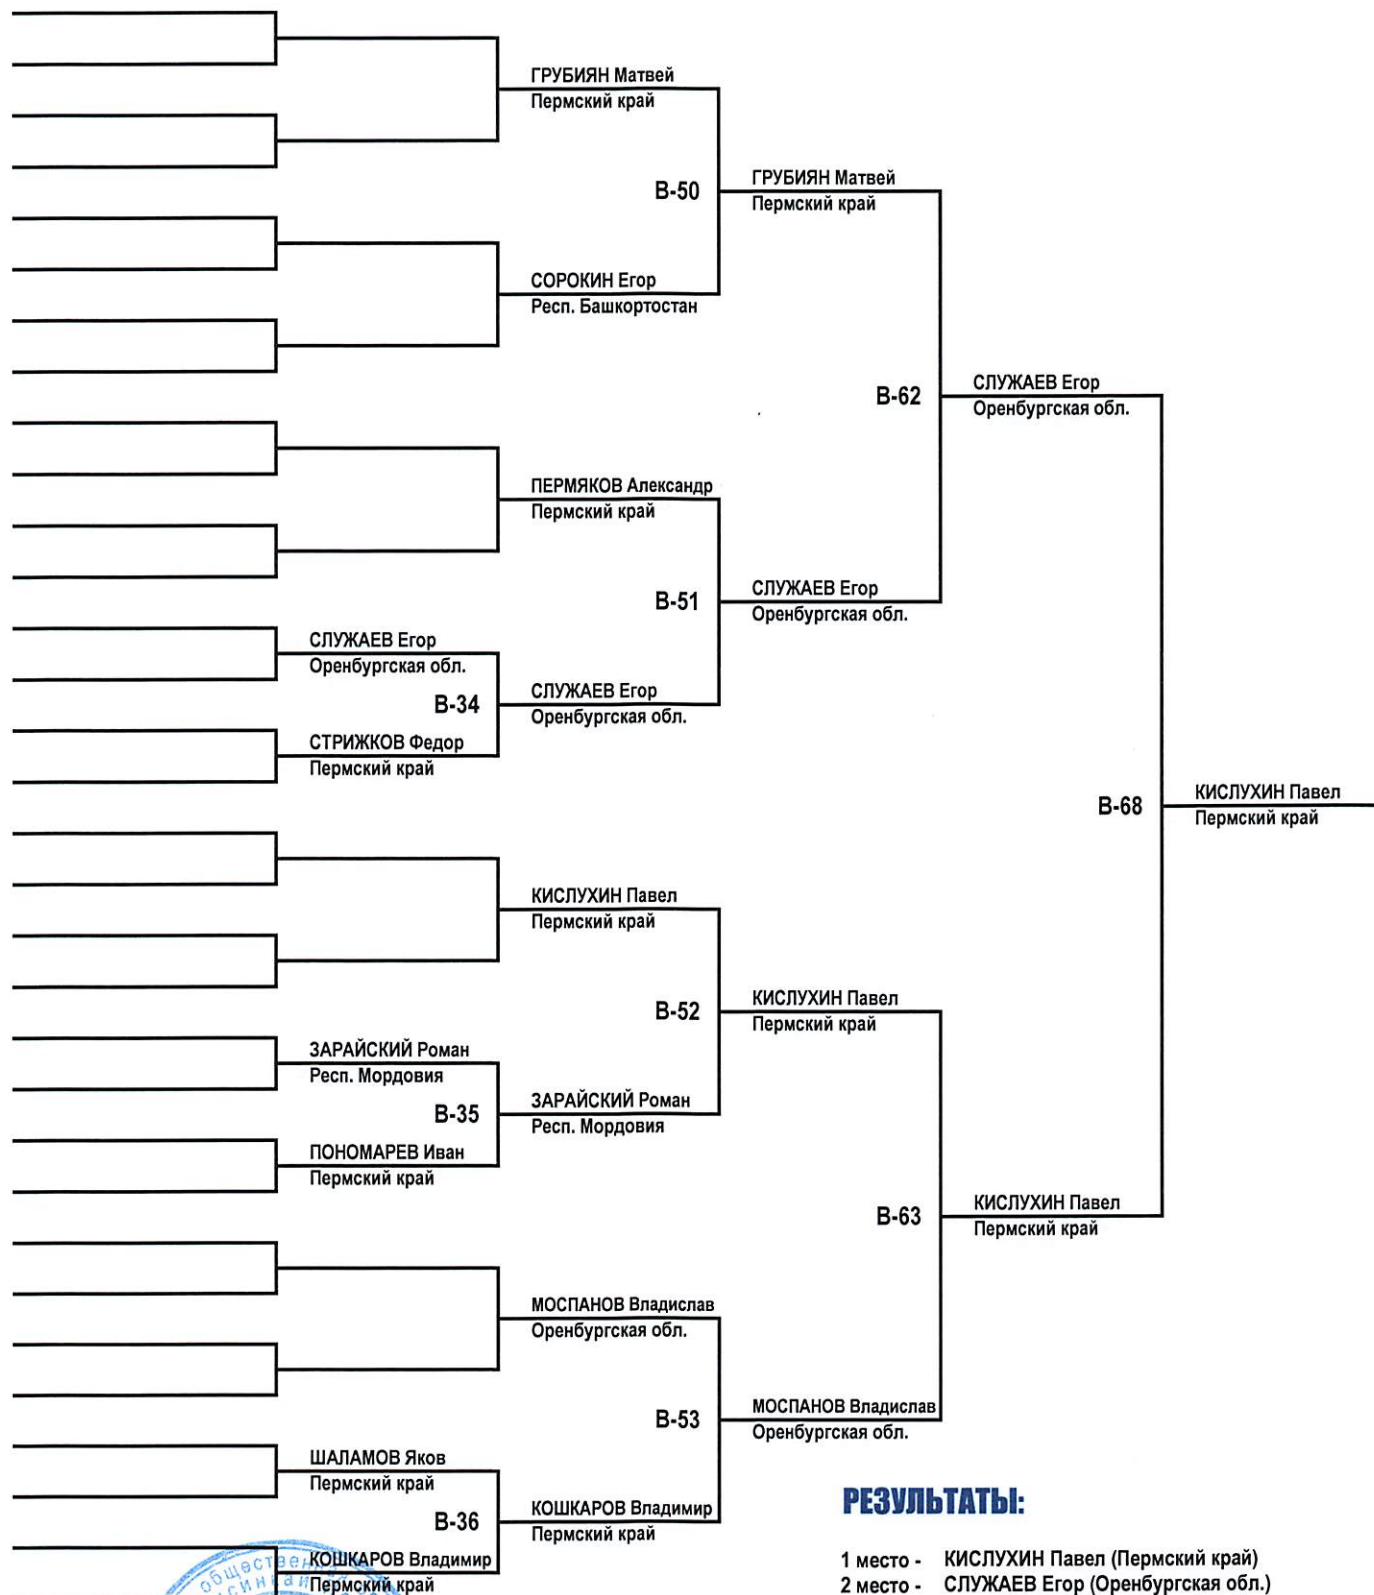 ГРУБИЯН Матвей
Пермский край
В-50
ГРУБИЯН Матвей
Пермский край
СОРОКИН Егор
Респ. Башкортостан
В-62
СЛУЖАЕВ Егор
Оренбургская обл.
ПЕРМЯКОВ Александр
Пермский край
В-51
СЛУЖАЕВ Егор
Оренбургская обл.
СЛУЖАЕВ Егор
Оренбургская обл.
В-34
СЛУЖАЕВ Егор
Оренбургская обл.
СТРИЖКОВ Федор
Пермский край
В-68
КИСЛУХИН Павел
Пермский край
КИСЛУХИН Павел
Пермский край
В-52
КИСЛУХИН Павел
Пермский край
ЗАРАЙСКИЙ Роман
Респ. Мордовия
В-35
ЗАРАЙСКИЙ Роман
Респ. Мордовия
ПОНОМАРЕВ Иван
Пермский край
В-63
КИСЛУХИН Павел
Пермский край
МОСПАНОВ Владислав
Оренбургская обл.
В-53
МОСПАНОВ Владислав
Оренбургская обл.
ШАЛАМОВ Яков
Пермский край
В-36
КОШКАРОВ Владимир
Пермский край
КОШКАРОВ Владимир
Пермский край
РЕЗУЛЬТАТЫ:
1 место - КИСЛУХИН Павел (Пермский край)
2 место - СЛУЖАЕВ Егор (Оренбургская обл.)